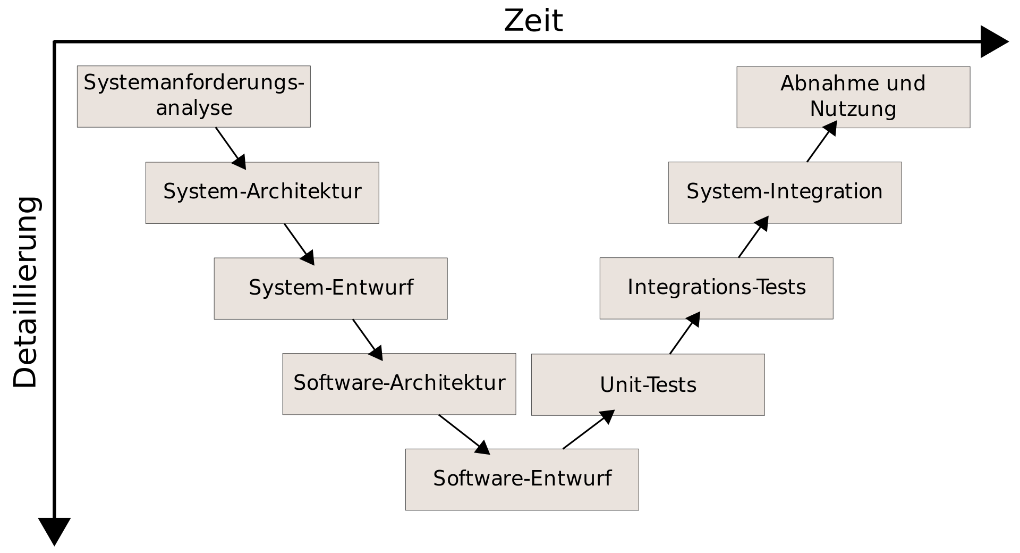 Zeit
Detaillierung
Systemanforderungs-
analyse
Abnahme und
Nutzung
System-Architektur
System-Integration
System-Entwurf
Integrations-Tests
Software-Architektur
Unit-Tests
Software-Entwurf